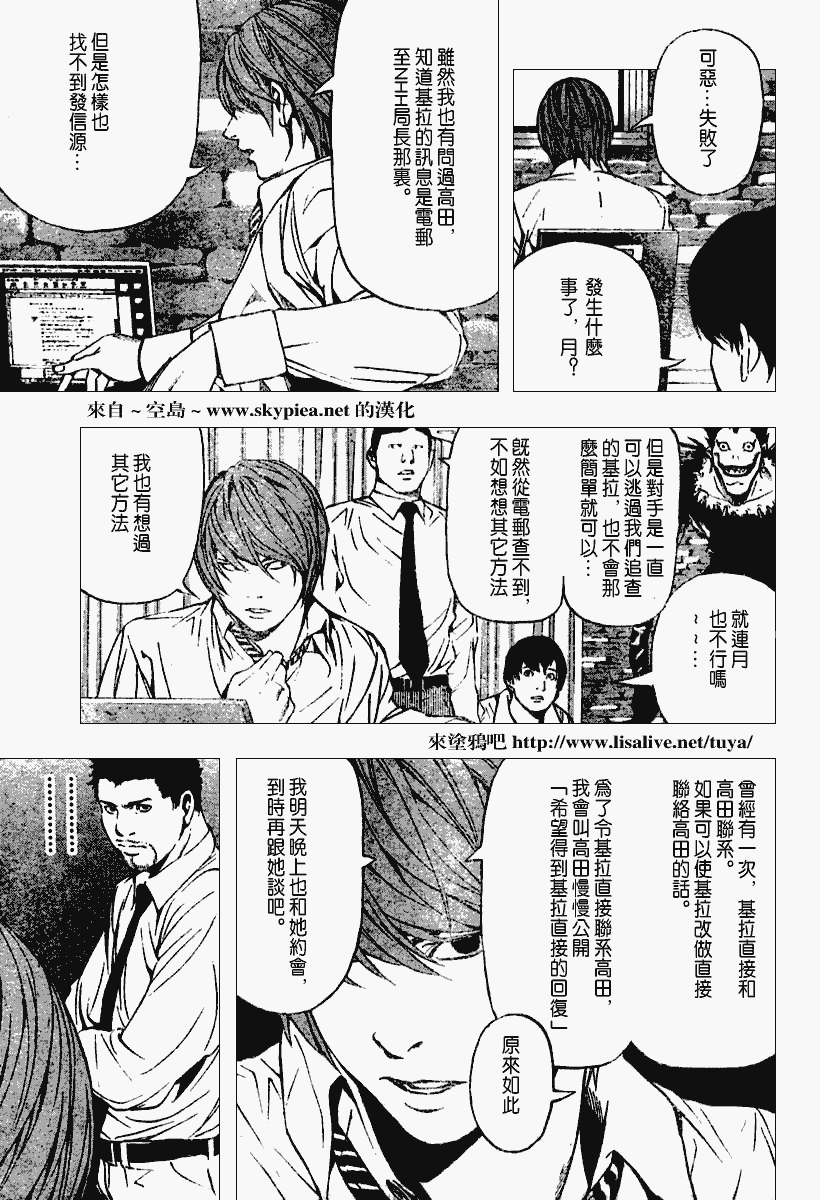 可惡…失敗了
發生什麼
事了，月？
雖然我也有問過高田，
知道基拉的訊息是電郵
至NHH局長那裏。
但是怎樣也
找不到發信源…
來自～空島～www.skypiea.net 的漢化
就連月
也不行嗎
～～…
但是對手是一直
可以逃過我們追查
的基拉，也不會那
麼簡單就可以…
既然從電郵查不到，
不如想想其它方法
我也有想過
其它方法
來塗鴉吧 http://www.lisalive.net/tuya/
曾經有一次，基拉直接和
高田聯系。
如果可以使基拉改做直接
聯絡高田的話。
為了令基拉直接聯系高田，
我會叫高田慢慢公開
「希望得到基拉直接的回復」
原來如此
我明天晚上也和她約會，
到時再跟她談吧。
…………